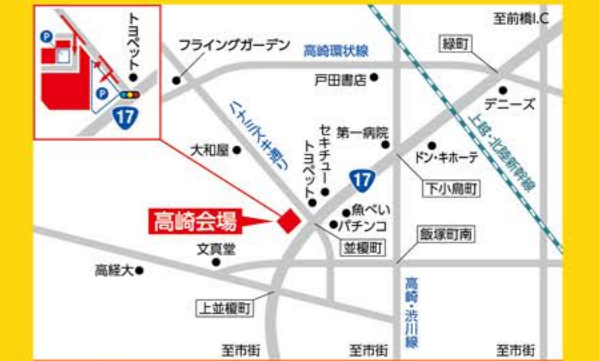 至前橋I.C
トヨペット
P
P
17
フライングガーデン
高崎環状線
緑町
戸田書店
デニーズ
ハナミズキ通り
上越・北陸新幹線
大和屋
セキチュー
トヨペット
第一病院
ドン・キホーテ
17
下小鳥町
高崎会場
魚べい
パチンコ
並榎町
飯塚町南
文真堂
高経大
上並榎町
高崎・渋川線
至市街
至市街
至市街